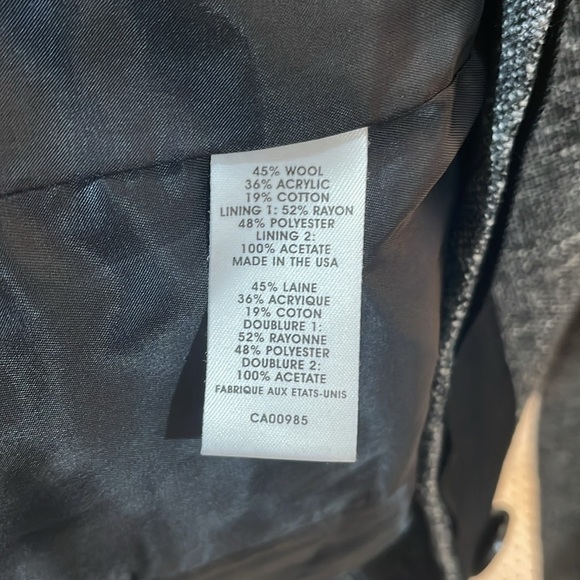 45% WOOL
36% ACRYLIC
19% COTTON
LINING 1: 52% RAYON
48% POLYESTER
LINING 2:
100% ACETATE
MADE IN THE USA
45% LAINE
36% ACRYIQUE
19% COTON
DOUBLURE 1:
52% RAYONNE
48% POLYESTER
DOUBLURE 2:
100% ACETATE
FABRIQUE AUX ETATS-UNIS
CA00985